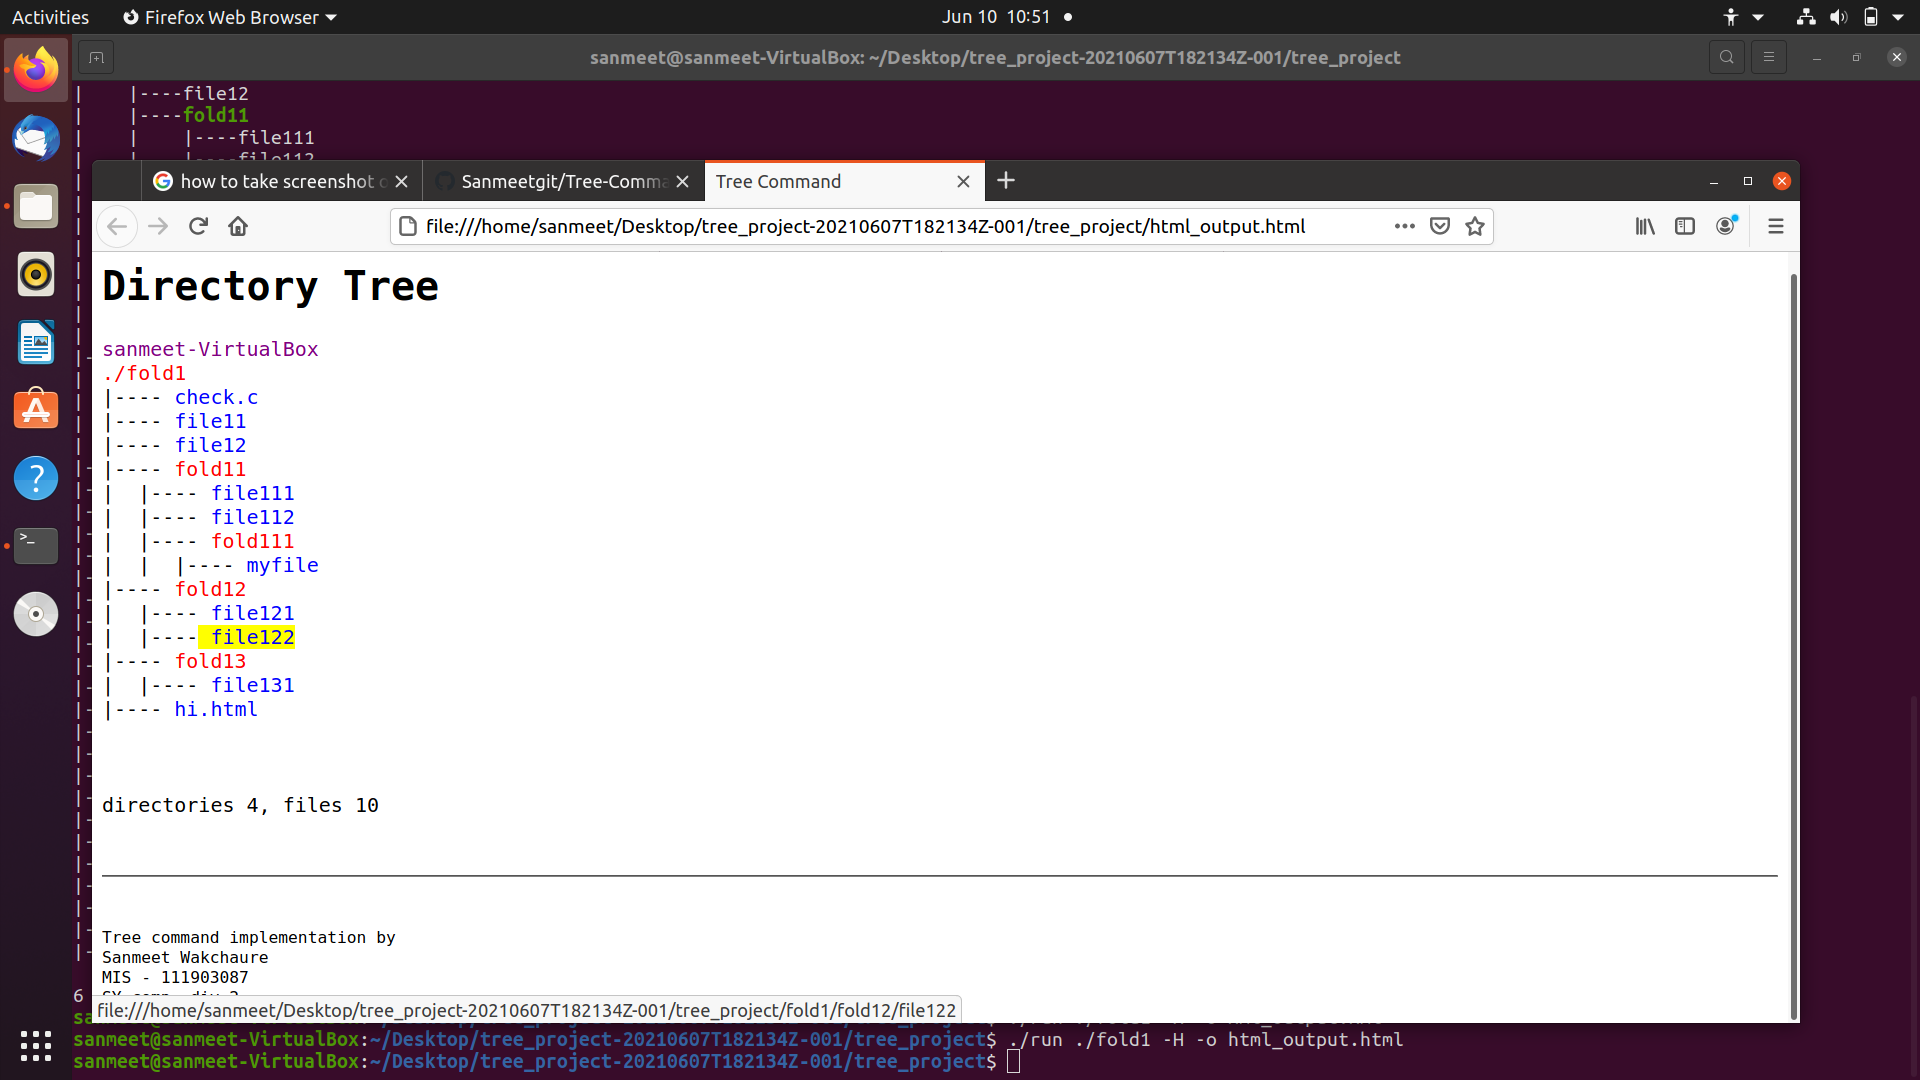 Activities Firefox Web Browser Jun 10 10:51
sanmeet@sanmeet-VirtualBox: ~/Desktop/tree_project-20210607T182134Z-001/tree_project
|    |----file12
|    |----fold11
|    |    |----file111
|    |    |----file112
how to take screenshot Sanmeetgit/Tree-Comma Tree Command
file:///home/sanmeet/Desktop/tree_project-20210607T182134Z-001/tree_project/html_output.html
Directory Tree
sanmeet-VirtualBox
./fold1
|---- check.c
|---- file11
|---- file12
|---- fold11
|  |---- file111
|  |---- file112
|  |---- fold111
|  |  |---- myfile
|---- fold12
|  |---- file121
|  |---- file122
|---- fold13
|  |---- file131
|---- hi.html
directories 4, files 10
Tree command implementation by
Sanmeet Wakchaure
MIS - 111903087
file:///home/sanmeet/Desktop/tree_project-20210607T182134Z-001/tree_project/fold1/fold12/file122
6
sanmeet@sanmeet-VirtualBox:~/Desktop/tree_project-20210607T182134Z-001/tree_project$ ./run ./fold1 -H -o html_output.html
sanmeet@sanmeet-VirtualBox:~/Desktop/tree_project-20210607T182134Z-001/tree_project$